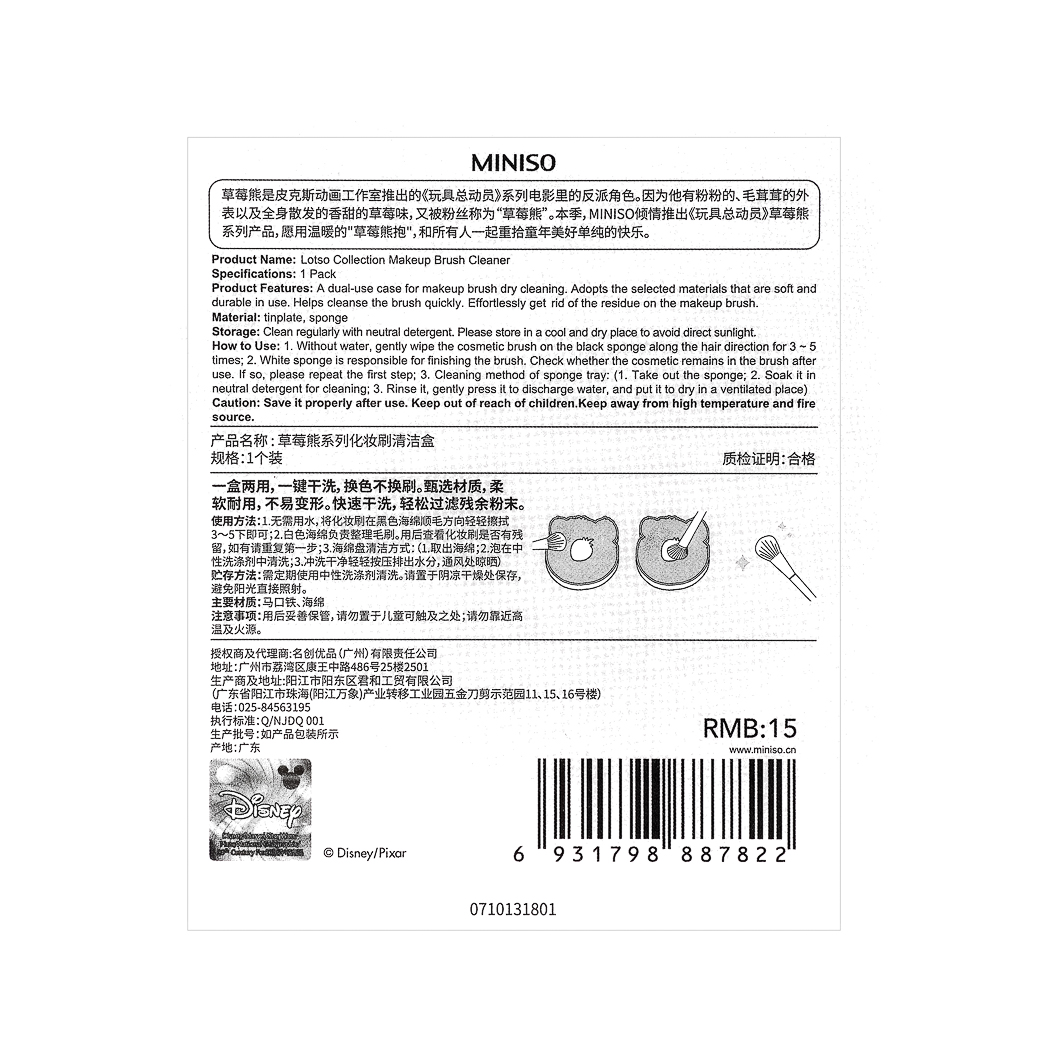 MINISO
草莓熊是皮克斯动画工作室推出的《玩具总动员》系列电影里的反派角色。因为他有粉粉的、毛茸茸的外
表以及全身散发的香甜的草莓味，又被粉丝称为“草莓熊”。本季，MINISO倾情推出《玩具总动员》草莓熊
系列产品，愿用温暖的"草莓熊抱"，和所有人一起重拾童年美好单纯的快乐。
Product Name: Lotso Collection Makeup Brush Cleaner
Specifications: 1 Pack
Product Features: A dual-use case for makeup brush dry cleaning. Adopts the selected materials that are soft and
durable in use. Helps cleanse the brush quickly. Effortlessly get rid of the residue on the makeup brush.
Material: tinplate, sponge
Storage: Clean regularly with neutral detergent. Please store in a cool and dry place to avoid direct sunlight.
How to Use: 1. Without water, gently wipe the cosmetic brush on the black sponge along the hair direction for 3 ~ 5
times; 2. White sponge is responsible for finishing the brush. Check whether the cosmetic remains in the brush after
use. If so, please repeat the first step; 3. Cleaning method of sponge tray: (1. Take out the sponge; 2. Soak it in
neutral detergent for cleaning; 3. Rinse it, gently press it to discharge water, and put it to dry in a ventilated place)
Caution: Save it properly after use. Keep out of reach of children.Keep away from high temperature and fire
source.
产品名称：草莓熊系列化妆刷清洁盒
规格：1个装
质检证明：合格
一盒两用，一键干洗，换色不换刷。甄选材质，柔
软耐用，不易变形。快速干洗，轻松过滤残余粉末。
使用方法：1.无需用水，将化妆刷在黑色海绵顺毛方向轻轻擦拭
3～5下即可；2.白色海绵负责整理毛刷。用后查看化妆刷是否有残
留，如有请重复第一步；3.海绵盘清洁方式：（1.取出海绵；2.泡在中
性洗涤剂中清洗；3.冲洗干净轻轻按压排出水分，通风处晾晒）
贮存方法：需定期使用中性洗涤剂清洗。请置于阴凉干燥处保存，
避免阳光直接照射。
主要材质：马口铁、海绵
注意事项：用后妥善保管，请勿置于儿童可触及之处；请勿靠近高
温及火源。
授权商及代理商：名创优品（广州）有限责任公司
地址：广州市荔湾区康王中路486号25楼2501
生产商及地址：阳江市阳东区君和工贸有限公司
（广东省阳江市珠海（阳江万象）产业转移工业园五金刀剪示范园11、15、16号楼）
电话：025-84563195
执行标准：Q/NJDQ 001
生产批号：如产品包装所示
产地：广东
RMB:15
www.miniso.cn
Disney
© Disney/Pixar
6 931798 887822
0710131801